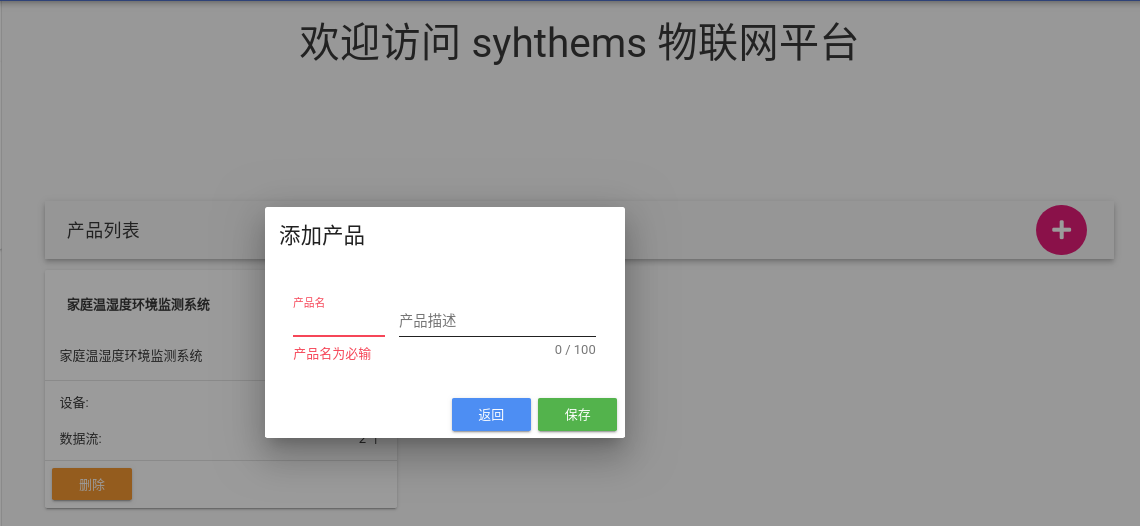 欢迎访问 syhthems 物联网平台
产品列表
添加产品
家庭温湿度环境监测系统
产品名
产品描述
产品名为必输
0 / 100
家庭温湿度环境监测系统
设备:
返回
保存
数据流:
删除